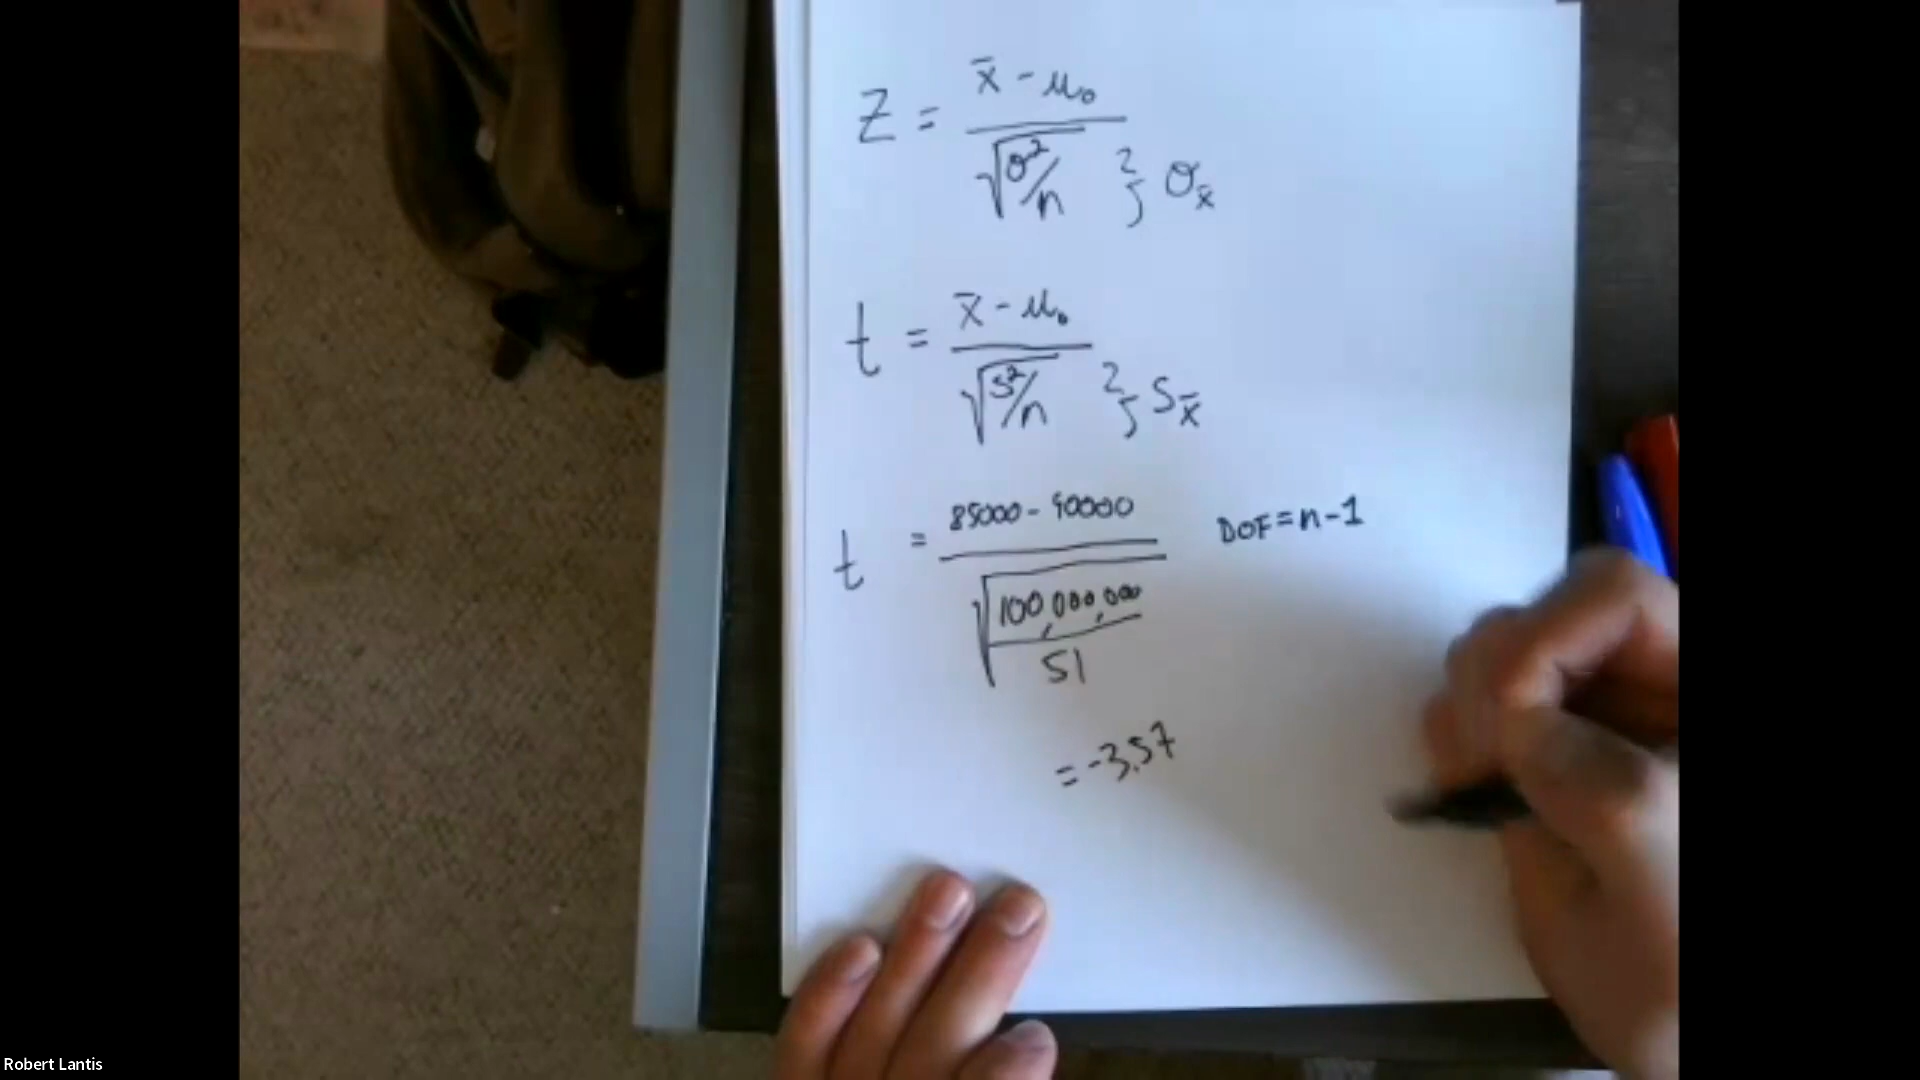 Z = x̄ - μ₀
√σ²/n } σx̄
t = x̄ - μ₀
√s²/n } Sx̄
t = 85000 - 90000
√100,000,000
51
DOF = n - 1
= -3.57
Robert Lantis